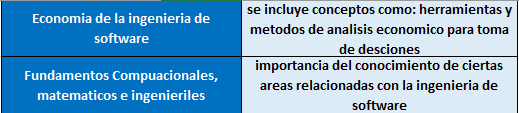 Economia de la ingenieria de
software
se incluye conceptos como: herramientas y
metodos de analisis economico para toma
de desciones
Fundamentos Compuacionales,
matematicos e ingenieriles
importancia del conocimiento de ciertas
areas relacionadas con la ingenieria de
software